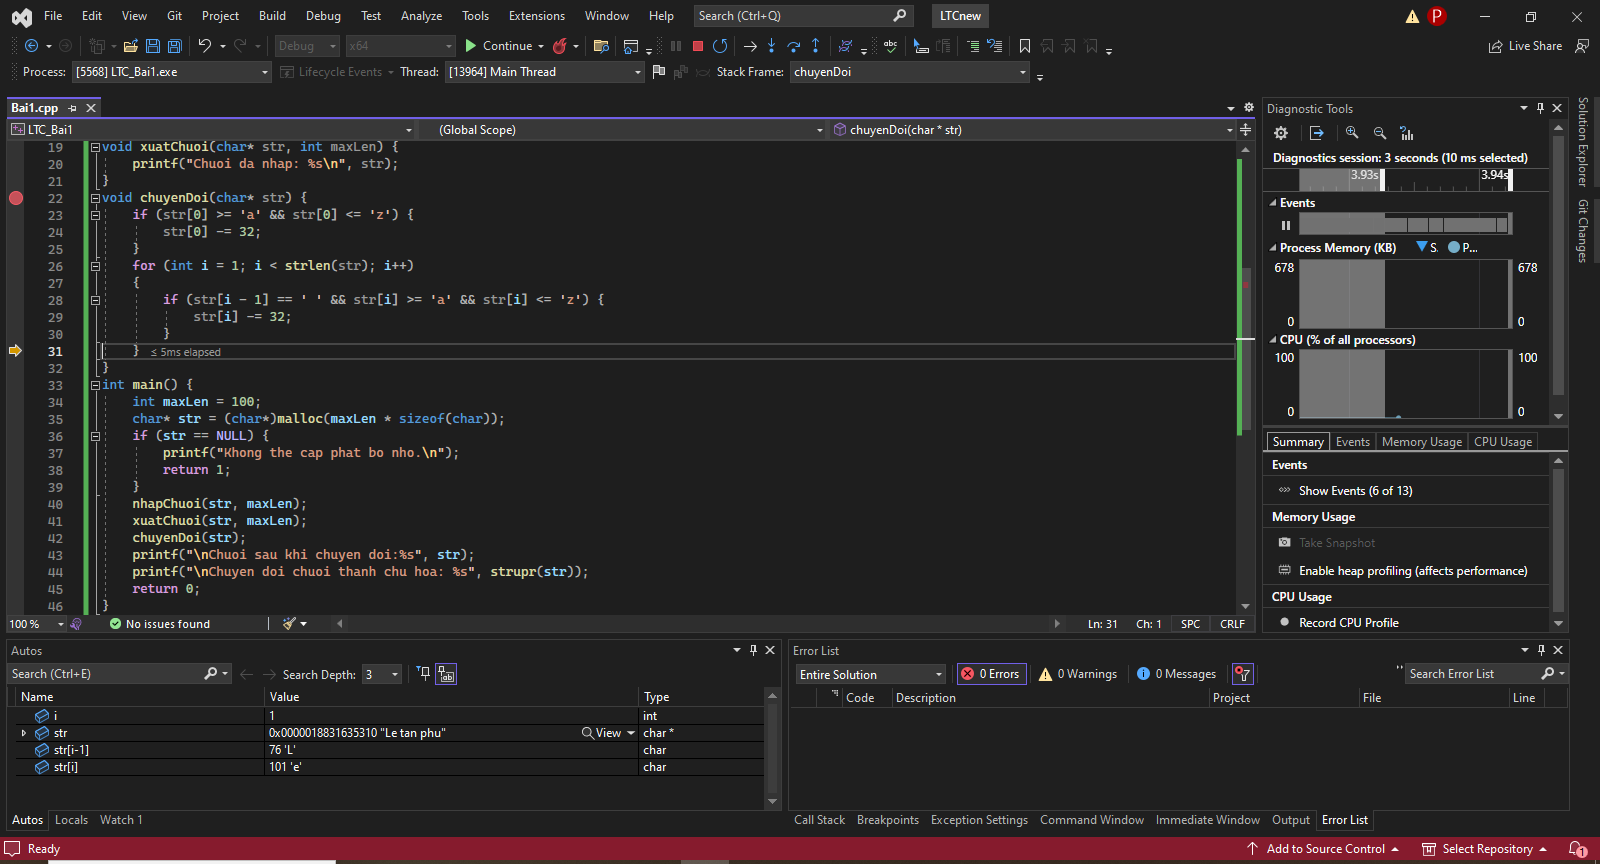 File Edit View Git Project Build Debug Test Analyze Tools Extensions Window Help Search (Ctrl+Q) LTCnew P
Debug x64 Continue Live Share
Process: [5568] LTC_Bai1.exe Lifecycle Events Thread: [13964] Main Thread Stack Frame: chuyenDoi
Bai1.cpp
LTC_Bai1 (Global Scope) chuyenDoi(char * str)
19 void xuatChuoi(char* str, int maxLen) {
20 printf("Chuoi da nhap: %s\n", str);
21 }
22 void chuyenDoi(char* str) {
23 if (str[0] >= 'a' && str[0] <= 'z') {
24 str[0] -= 32;
25 }
26 for (int i = 1; i < strlen(str); i++)
27 {
28 if (str[i - 1] == ' ' && str[i] >= 'a' && str[i] <= 'z') {
29 str[i] -= 32;
30 }
31 } ≤ 5ms elapsed
32 }
33 int main() {
34 int maxLen = 100;
35 char* str = (char*)malloc(maxLen * sizeof(char));
36 if (str == NULL) {
37 printf("Khong the cap phat bo nho.\n");
38 return 1;
39 }
40 nhapChuoi(str, maxLen);
41 xuatChuoi(str, maxLen);
42 chuyenDoi(str);
43 printf("\nChuoi sau khi chuyen doi:%s", str);
44 printf("\nChuyen doi chuoi thanh chu hoa: %s", strupr(str));
45 return 0;
46 }
100 % No issues found Ln: 31 Ch: 1 SPC CRLF
Diagnostic Tools
Diagnostics session: 3 seconds (10 ms selected)
3.93s 3.94s
Events
Process Memory (KB) S. P...
678 678
0 0
CPU (% of all processors)
100 100
0 0
Summary Events Memory Usage CPU Usage
Events
Show Events (6 of 13)
Memory Usage
Take Snapshot
Enable heap profiling (affects performance)
CPU Usage
Record CPU Profile
Solution Explorer
Git Changes
Autos
Search (Ctrl+E) Search Depth: 3
Name Value Type
i 1 int
str 0x0000018831635310 "Le tan phu" View char *
str[i-1] 76 'L' char
str[i] 101 'e' char
Autos Locals Watch 1
Error List
Entire Solution 0 Errors 0 Warnings 0 Messages Search Error List
Code Description Project File Line
Call Stack Breakpoints Exception Settings Command Window Immediate Window Output Error List
Ready Add to Source Control Select Repository 1